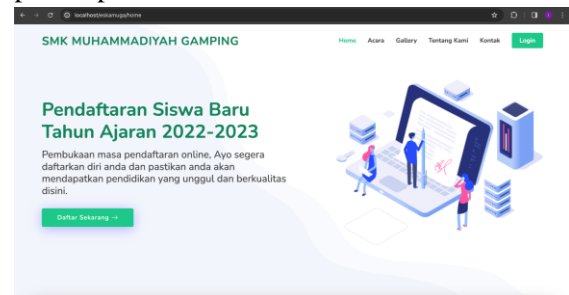 localhost/eskamuga/home
SMK MUHAMMADIYAH GAMPING
Home Acara Gallery Tentang Kami Kontak Login
Pendaftaran Siswa Baru
Tahun Ajaran 2022-2023
Pembukaan masa pendaftaran online, Ayo segera
daftarkan diri anda dan pastikan anda akan
mendapatkan pendidikan yang unggul dan berkualitas
disini.
Daftar Sekarang →